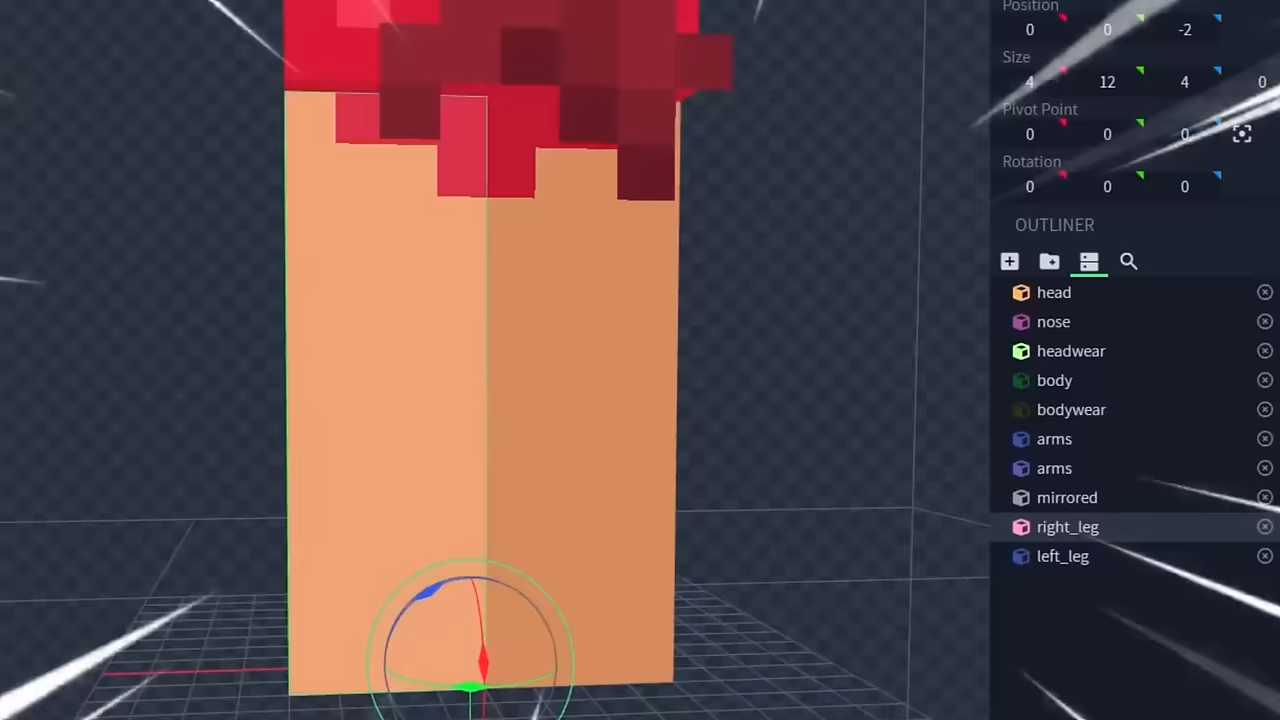 Position
0 0 -2
Size
4 12 4 0
Pivot Point
0 0 0
Rotation
0 0 0
OUTLINER
head
nose
headwear
body
bodywear
arms
arms
mirrored
right_leg
left_leg